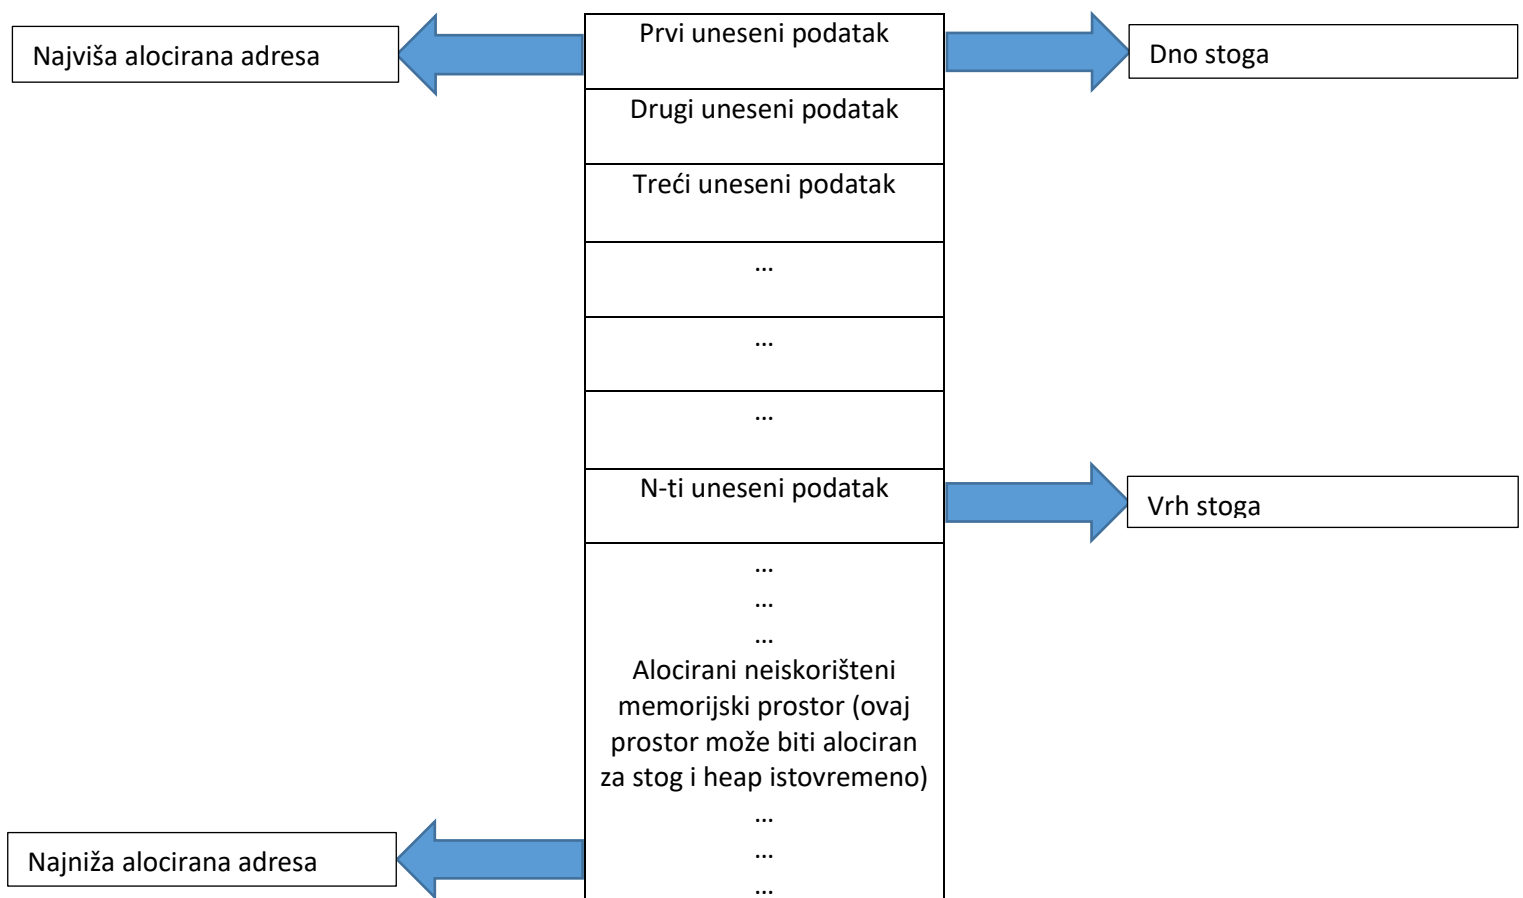 Prvi uneseni podatak
Najviša alocirana adresa
Dno stoga
Drugi uneseni podatak
Treći uneseni podatak
...
...
...
N-ti uneseni podatak
Vrh stoga
...
...
...
Alocirani neiskorišteni
memorijski prostor (ovaj
prostor može biti alociran
za stog i heap istovremeno)
...
Najniža alocirana adresa
...
...